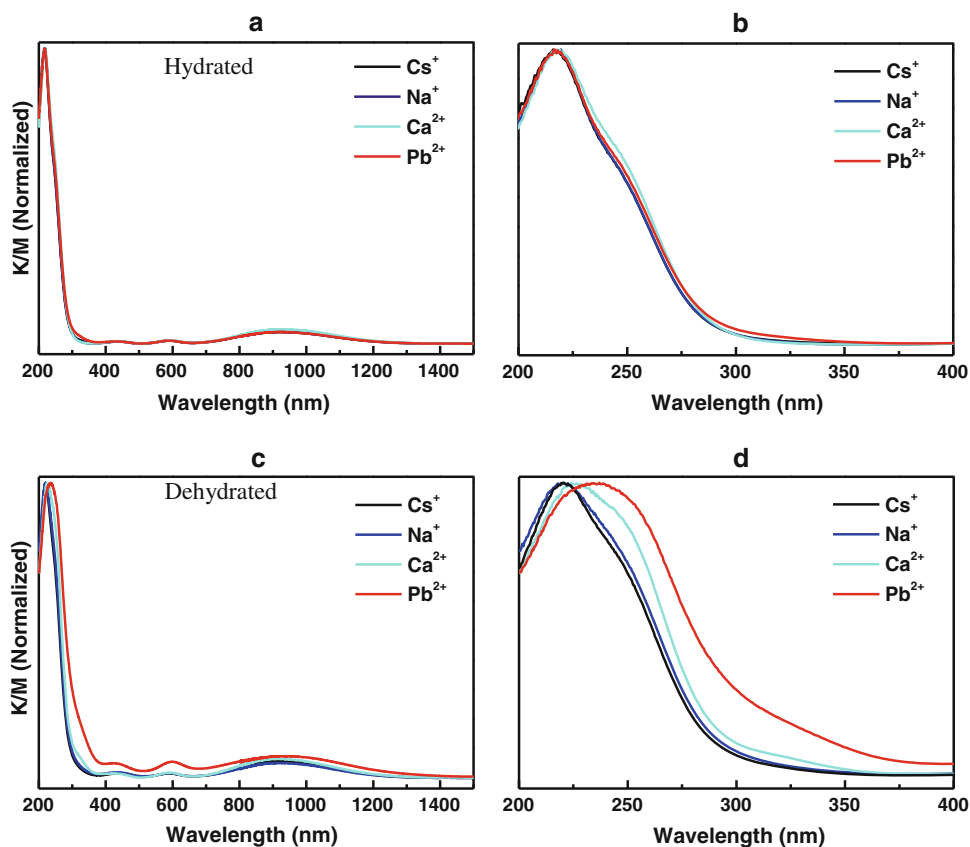 a
Hydrated
Cs+
Na+
Ca2+
Pb2+
K/M (Normalized)
200 400 600 800 1000 1200 1400
Wavelength (nm)
b
Cs+
Na+
Ca2+
Pb2+
200 250 300 350 400
Wavelength (nm)
c
Dehydrated
Cs+
Na+
Ca2+
Pb2+
K/M (Normalized)
200 400 600 800 1000 1200 1400
Wavelength (nm)
d
Cs+
Na+
Ca2+
Pb2+
200 250 300 350 400
Wavelength (nm)